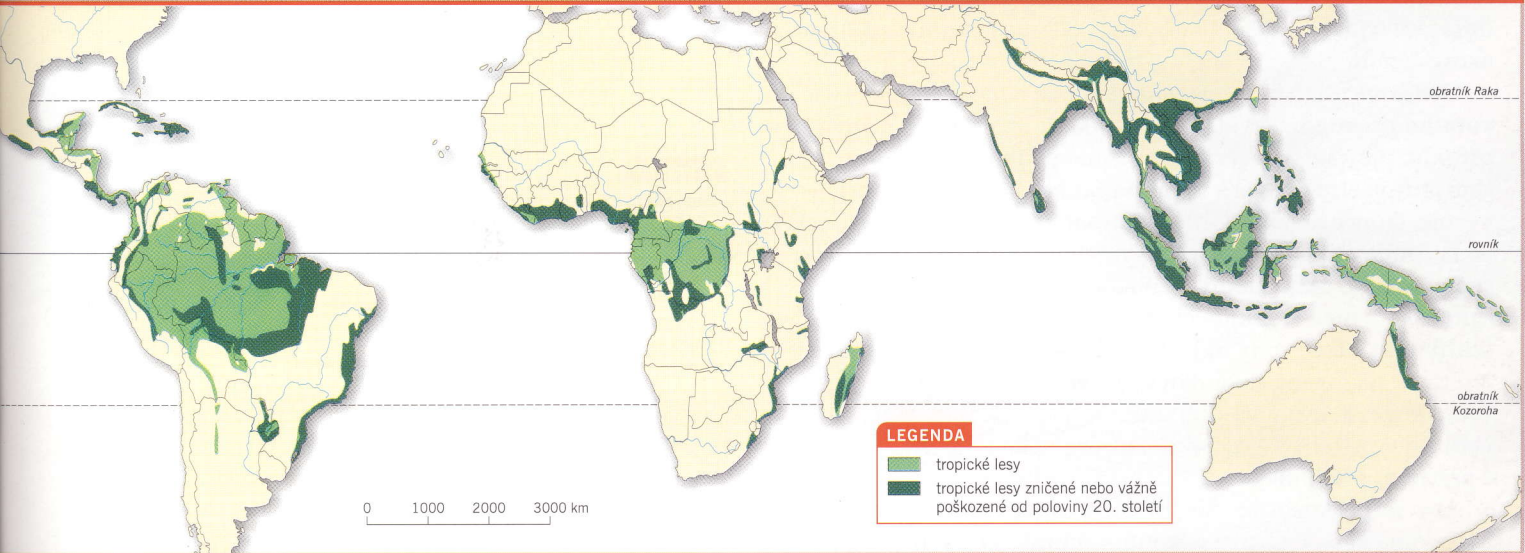 obratník Raka
rovník
obratník
Kozoroha
LEGENDA
tropické lesy
tropické lesy zničené nebo vážně
poškozené od poloviny 20. století
0 1000 2000 3000 km